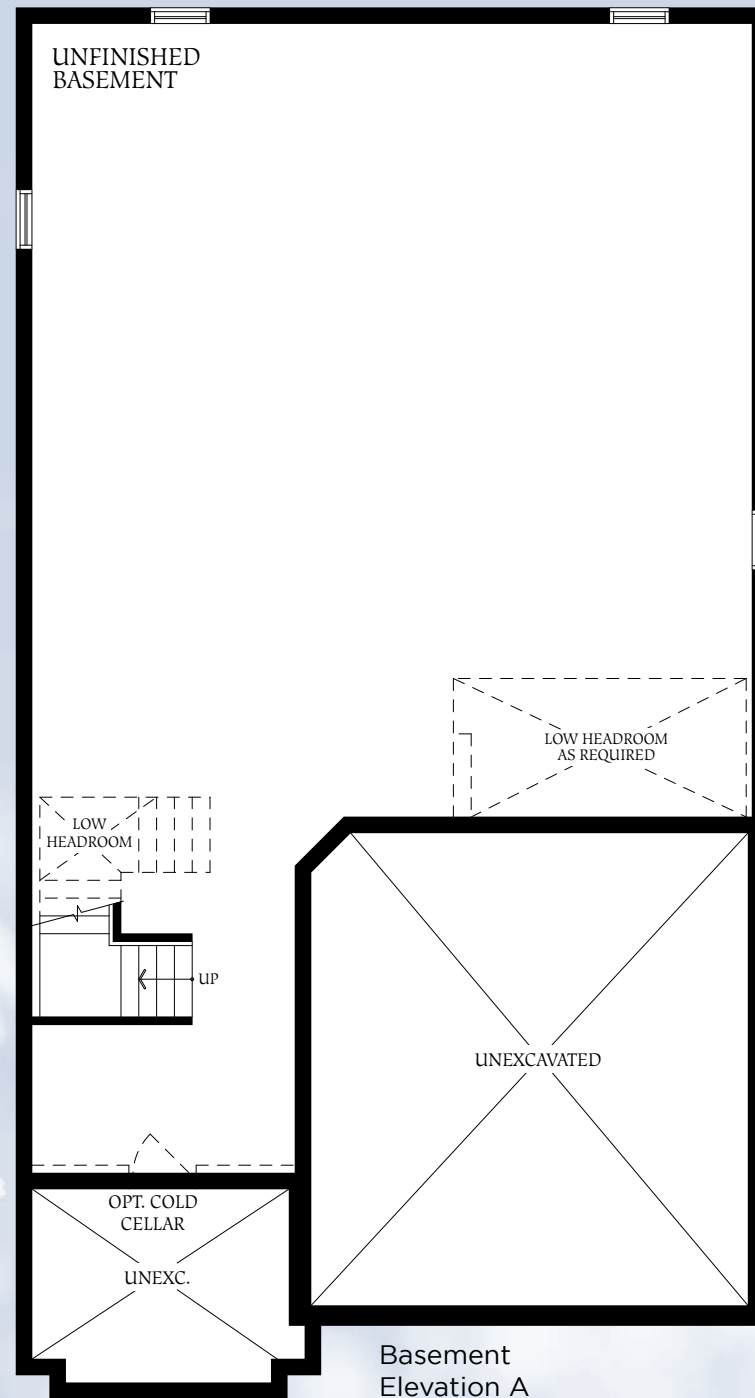 UNFINISHED
BASEMENT
LOW HEADROOM
AS REQUIRED
LOW
HEADROOM
UP
UNEXCAVATED
OPT. COLD
CELLAR
UNEXC.
Basement
Elevation A